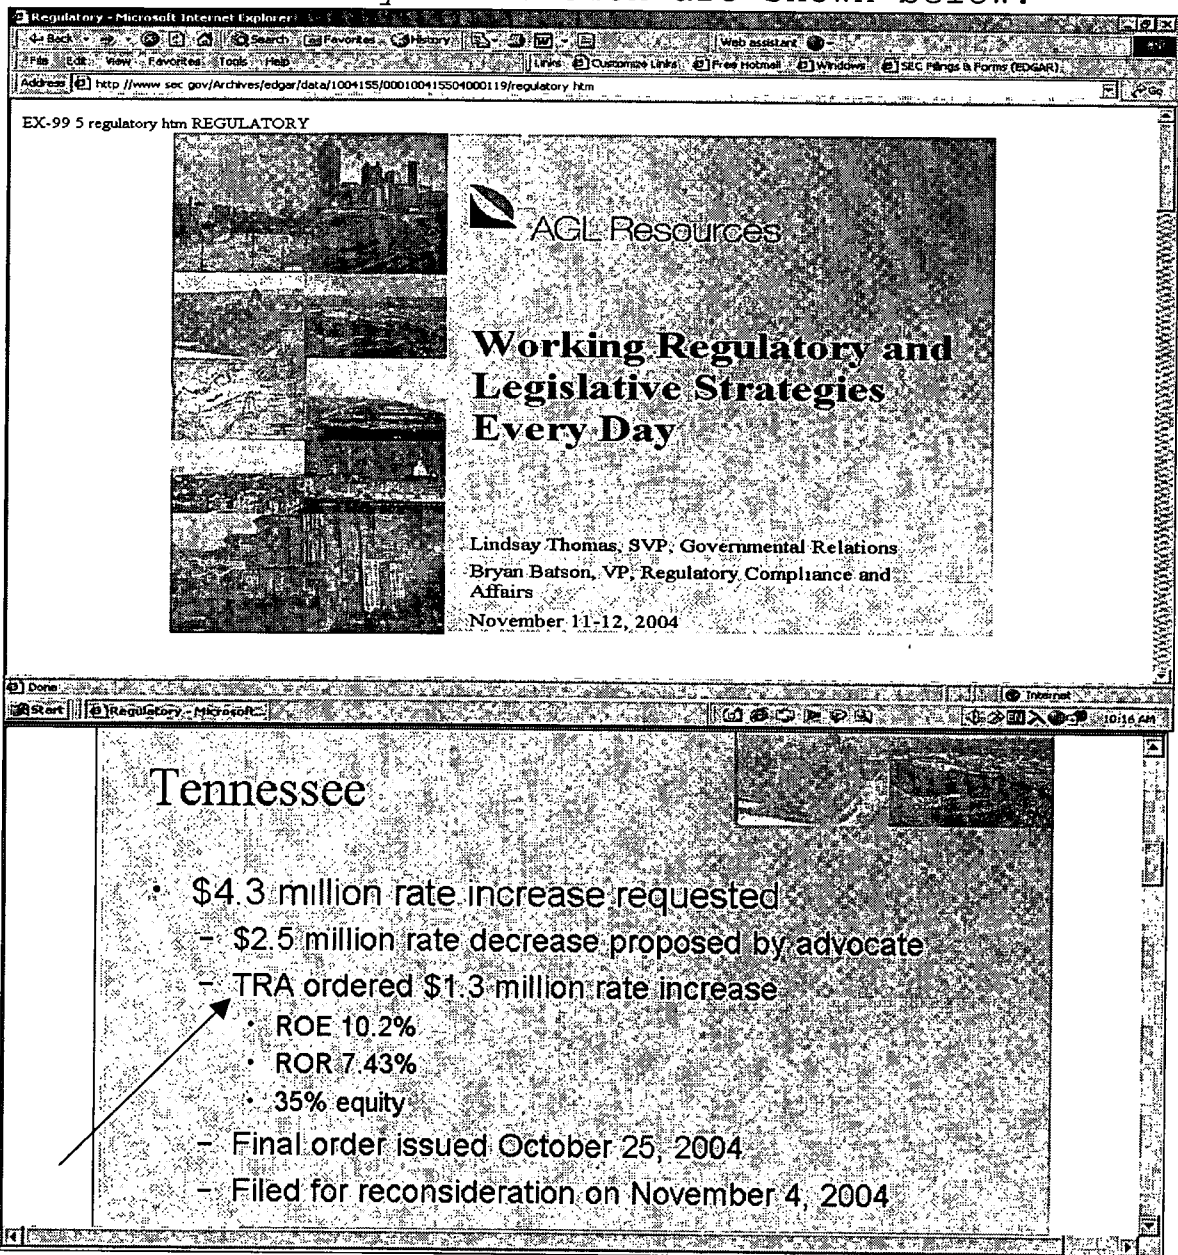 are shown below:
Regulatory - Microsoft Internet Explorer
Back Search Favorites History Web assistant
File Edit View Favorites Tools Help Links Customize Links Free Hotmail Windows SEC Filings & Forms (EDGAR)
Address http //www sec gov/Archives/edgar/data/1004155/000100415504000119/regulatory htm Go
EX-99 5 regulatory htm REGULATORY
AGL Resources
Working Regulatory and
Legislative Strategies
Every Day
Lindsay Thomas, SVP, Governmental Relations
Bryan Batson, VP, Regulatory Compliance and
Affairs
November 11-12, 2004
Done Internet
Start Regulatory - Microsoft... 10:16 AM
Tennessee
• $4.3 million rate increase requested
– $2.5 million rate decrease proposed by advocate
– TRA ordered $1.3 million rate increase
• ROE 10.2%
• ROR 7.43%
• 35% equity
– Final order issued October 25, 2004
– Filed for reconsideration on November 4, 2004